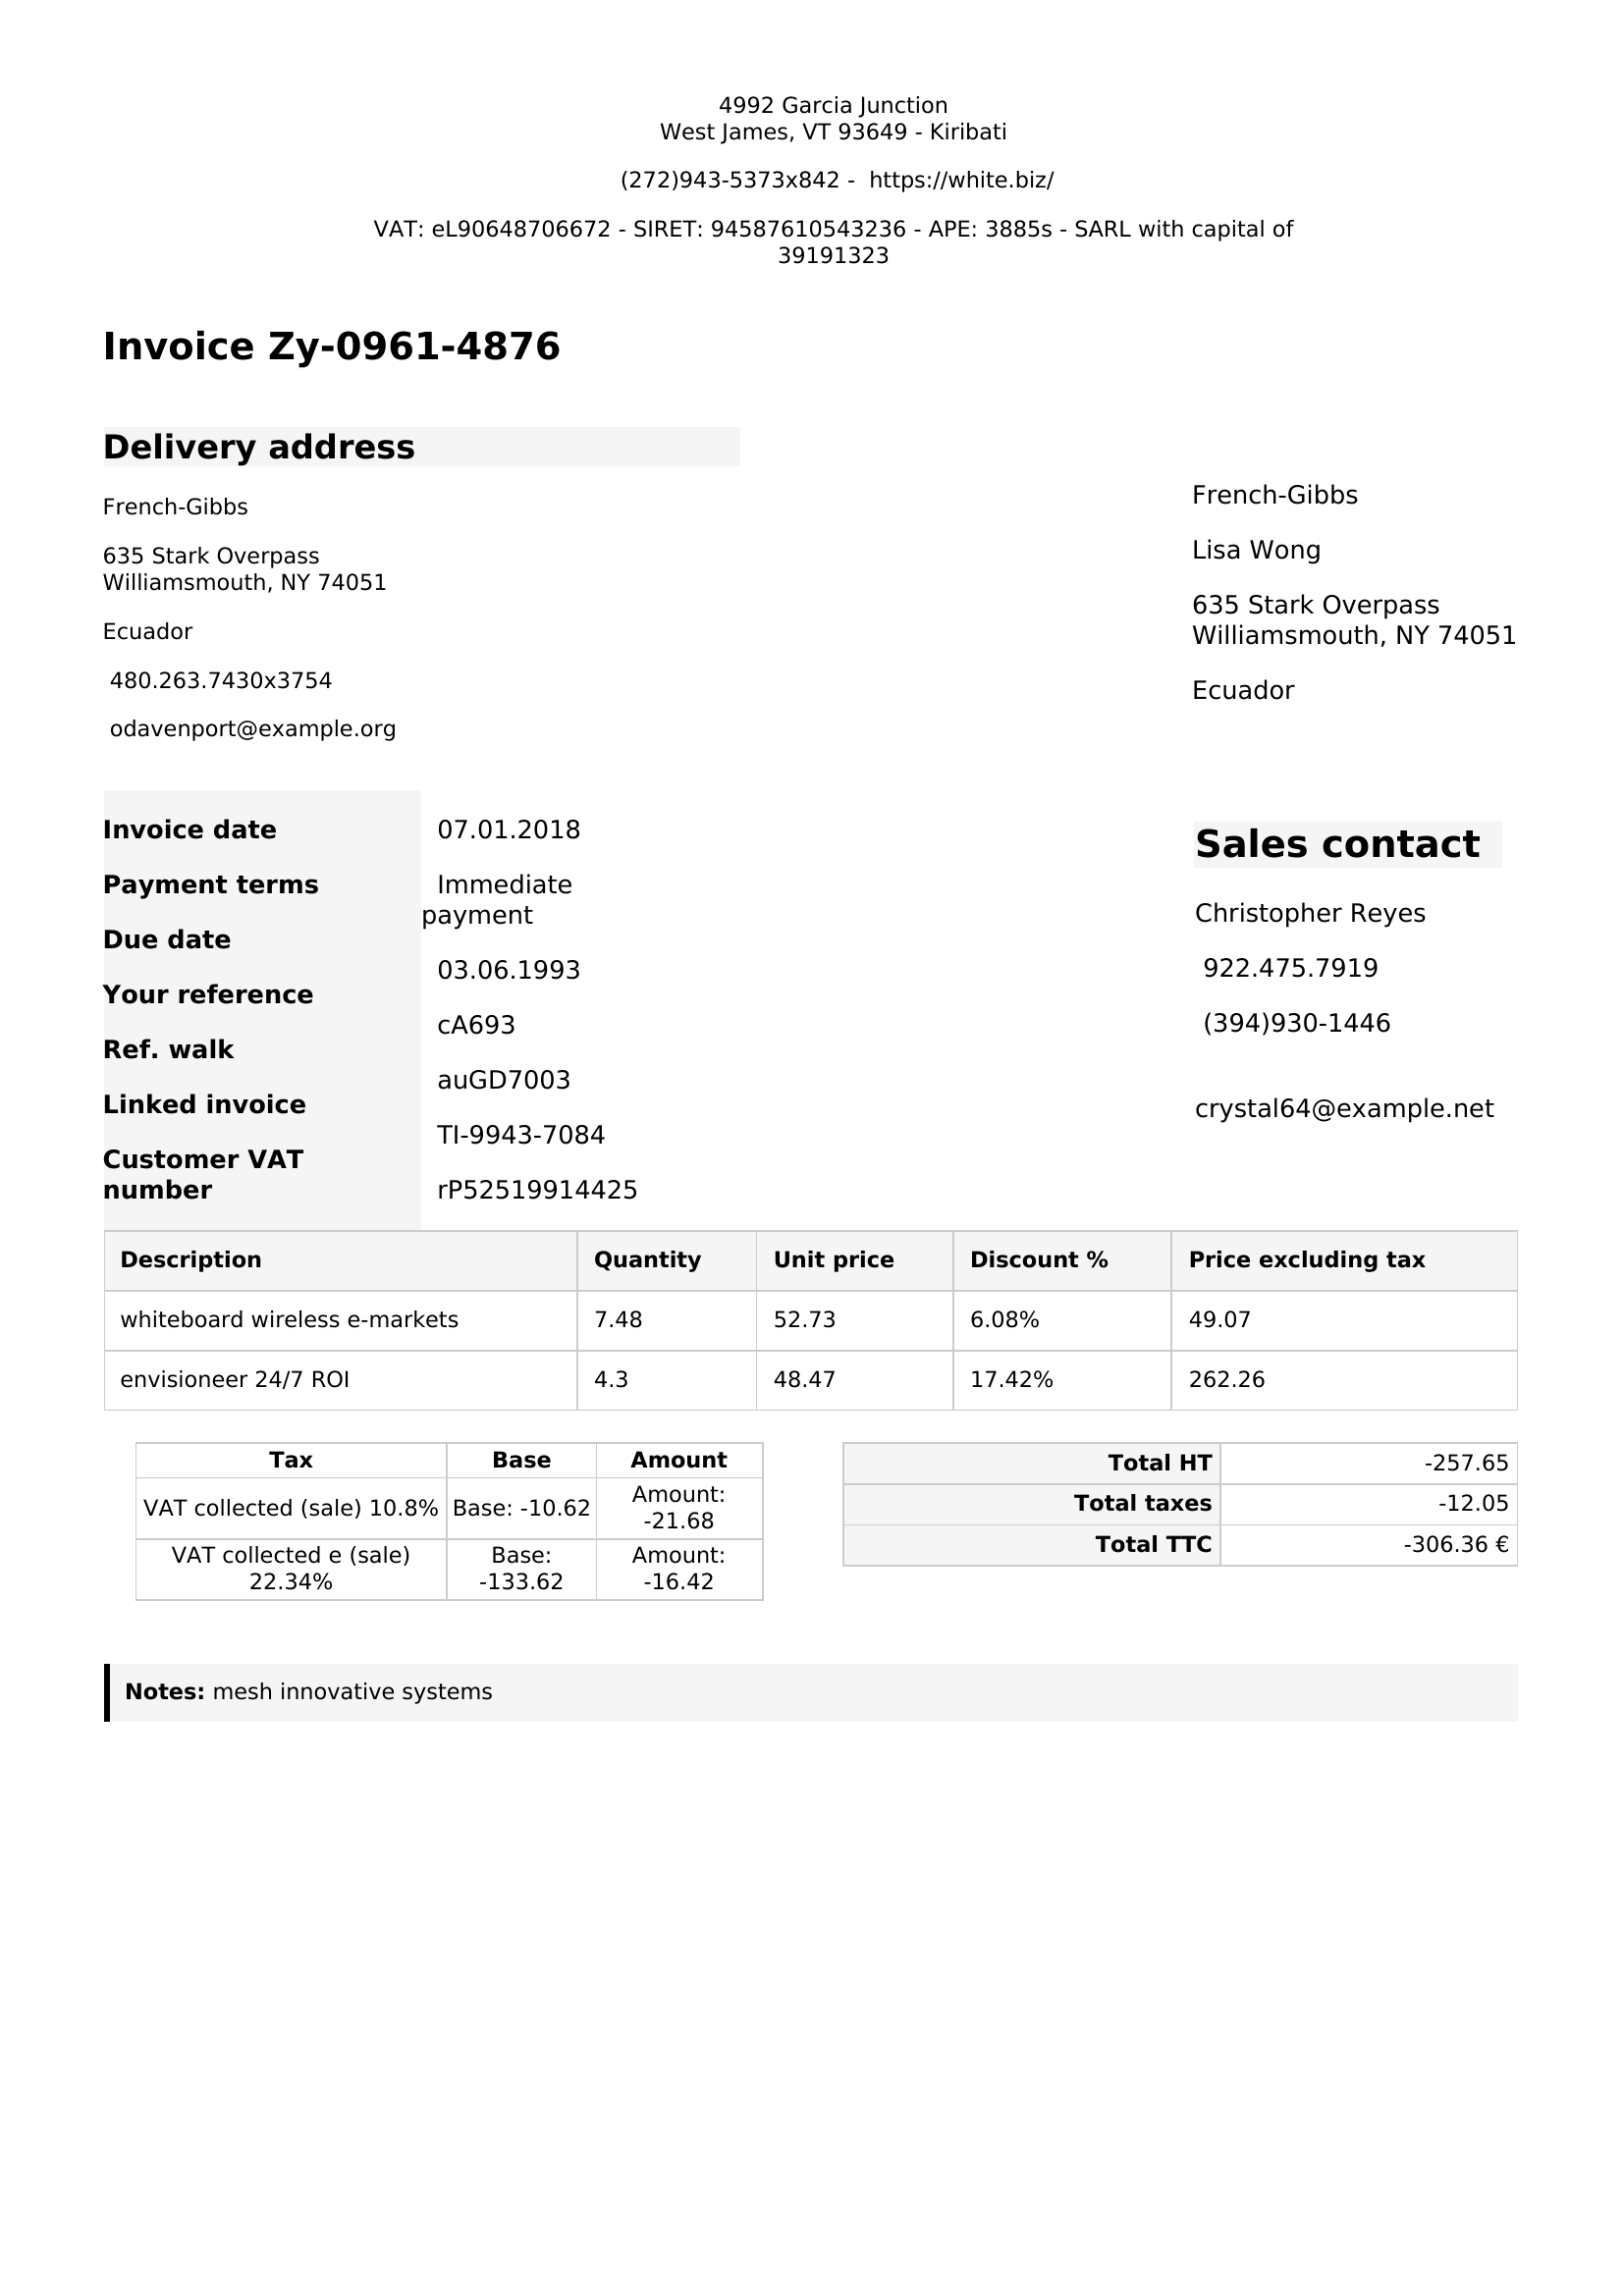 4992 Garcia Junction
West James, VT 93649 - Kiribati
(272)943-5373x842 -  https://white.biz/
VAT: eL90648706672 - SIRET: 94587610543236 - APE: 3885s - SARL with capital of
39191323
Invoice Zy-0961-4876
Delivery address
French-Gibbs
635 Stark Overpass
Williamsmouth, NY 74051
Ecuador
480.263.7430x3754
odavenport@example.org
French-Gibbs
Lisa Wong
635 Stark Overpass
Williamsmouth, NY 74051
Ecuador
Invoice date
Payment terms
Due date
Your reference
Ref. walk
Linked invoice
Customer VAT
number
07.01.2018
Immediate
payment
03.06.1993
cA693
auGD7003
TI-9943-7084
rP52519914425
Sales contact
Christopher Reyes
922.475.7919
(394)930-1446
crystal64@example.net
Description Quantity Unit price Discount % Price excluding tax
whiteboard wireless e-markets 7.48 52.73 6.08% 49.07
envisioneer 24/7 ROI 4.3 48.47 17.42% 262.26
Tax Base Amount
VAT collected (sale) 10.8% Base: -10.62 Amount:
-21.68
VAT collected e (sale) Base: Amount:
22.34% -133.62 -16.42
Total HT -257.65
Total taxes -12.05
Total TTC -306.36 €
Notes: mesh innovative systems